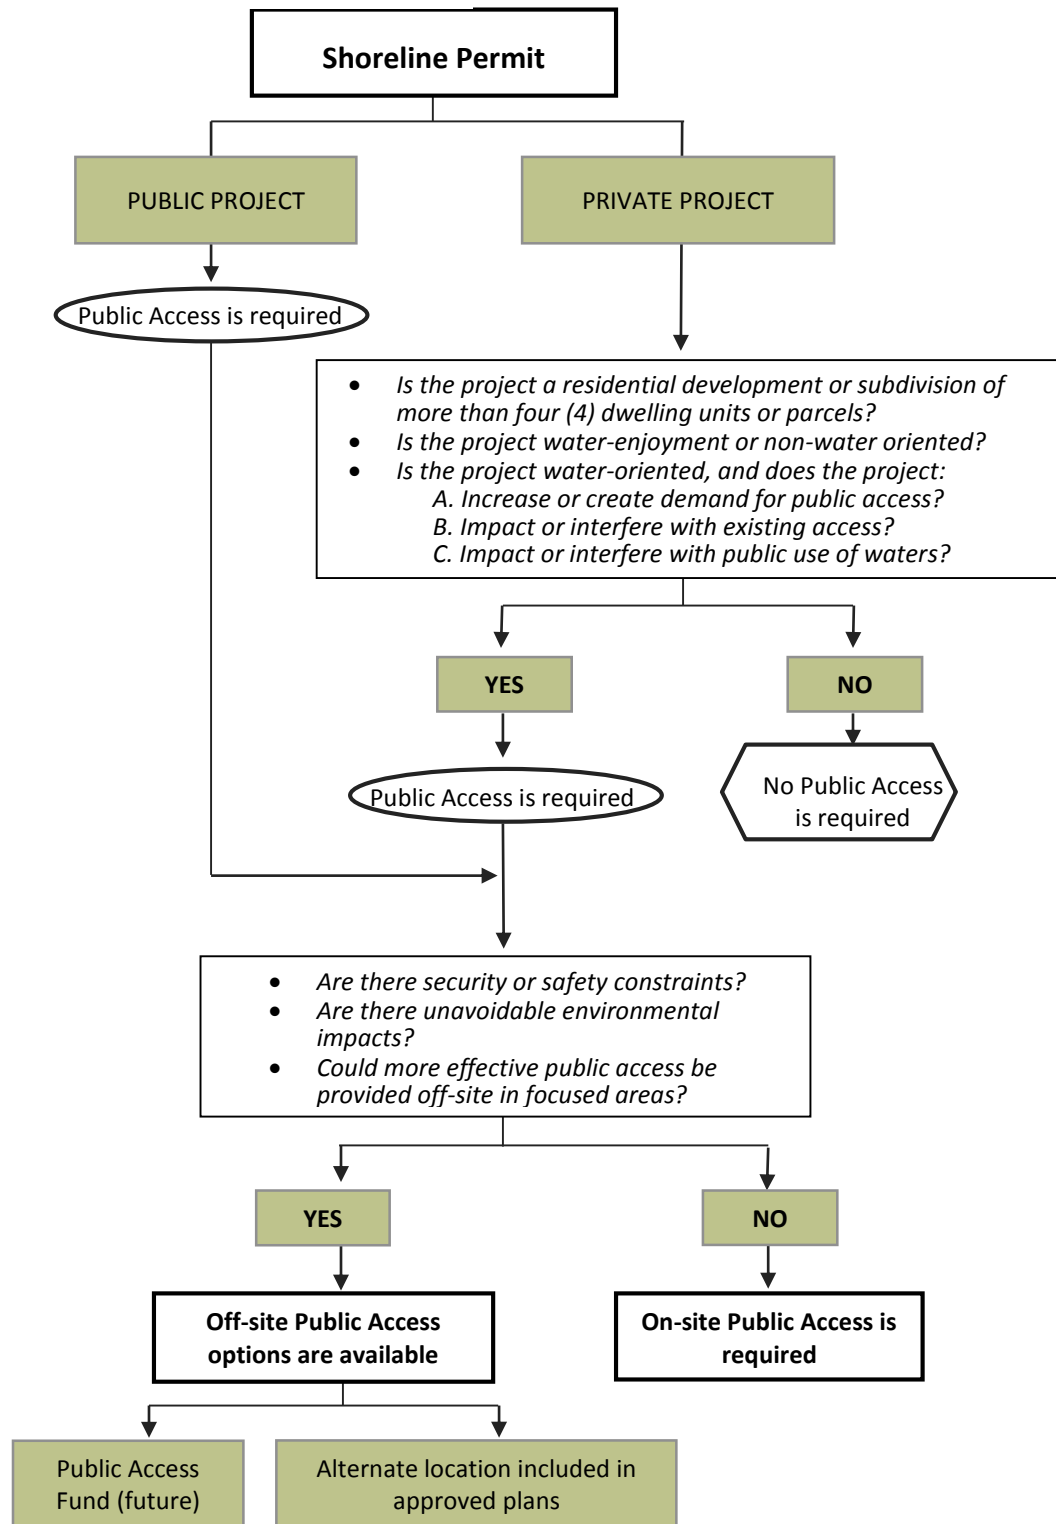 Shoreline Permit
PUBLIC PROJECT
PRIVATE PROJECT
Public Access is required
• Is the project a residential development or subdivision of
more than four (4) dwelling units or parcels?
• Is the project water-enjoyment or non-water oriented?
• Is the project water-oriented, and does the project:
A. Increase or create demand for public access?
B. Impact or interfere with existing access?
C. Impact or interfere with public use of waters?
YES
NO
Public Access is required
No Public Access
is required
• Are there security or safety constraints?
• Are there unavoidable environmental
impacts?
• Could more effective public access be
provided off-site in focused areas?
YES
NO
Off-site Public Access
options are available
On-site Public Access is
required
Public Access
Fund (future)
Alternate location included in
approved plans